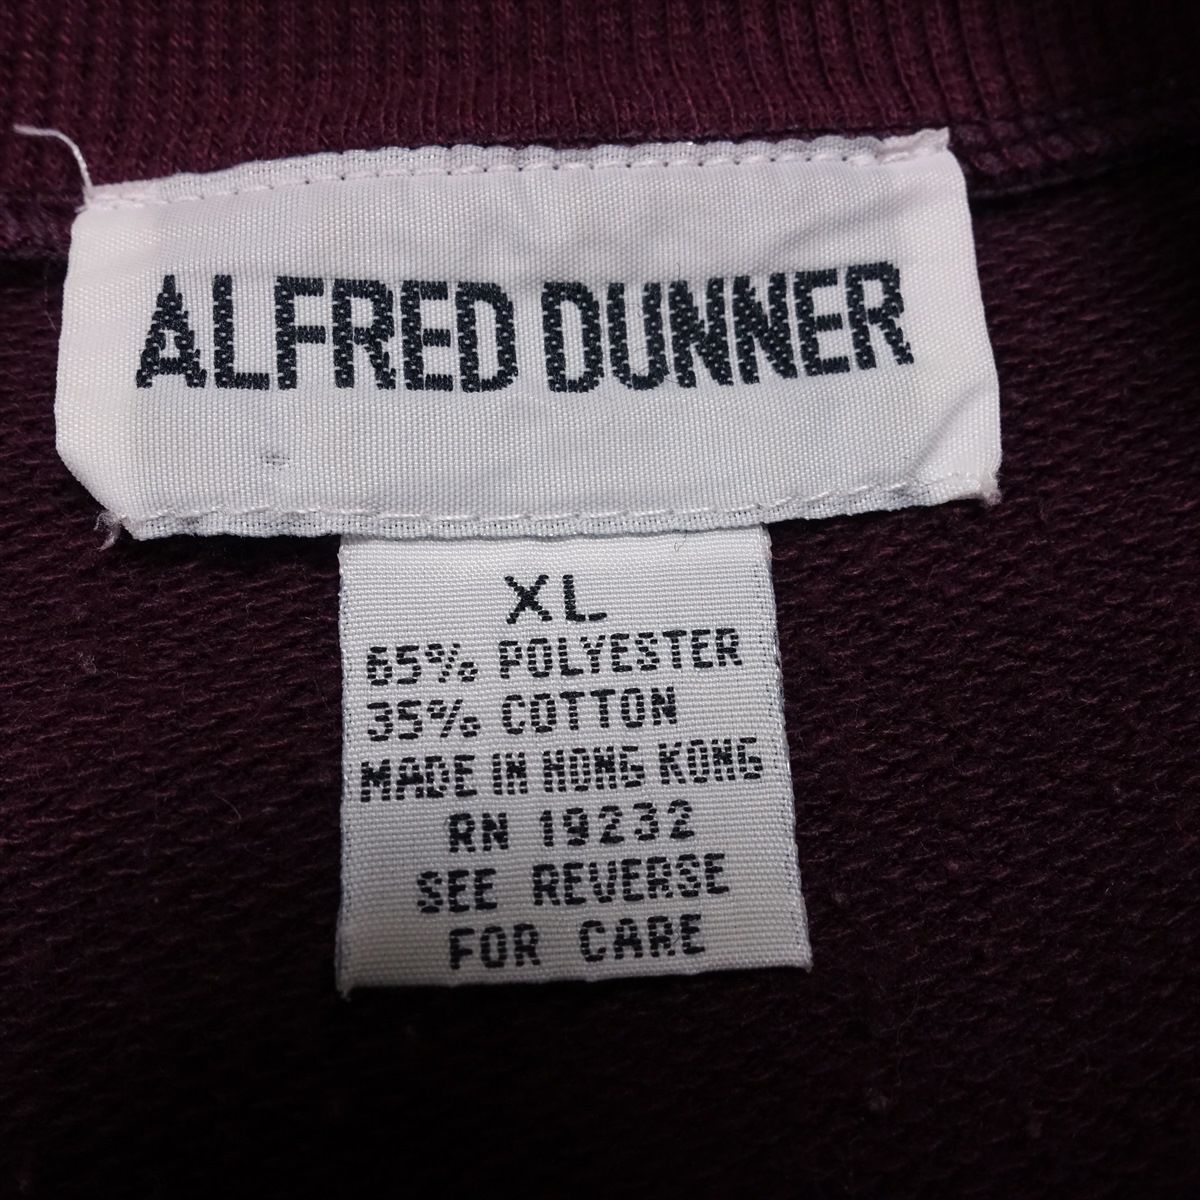 ALFRED DUNNER
XL
65% POLYESTER
35% COTTON
MADE IN HONG KONG
RN 19232
SEE REVERSE
FOR CARE